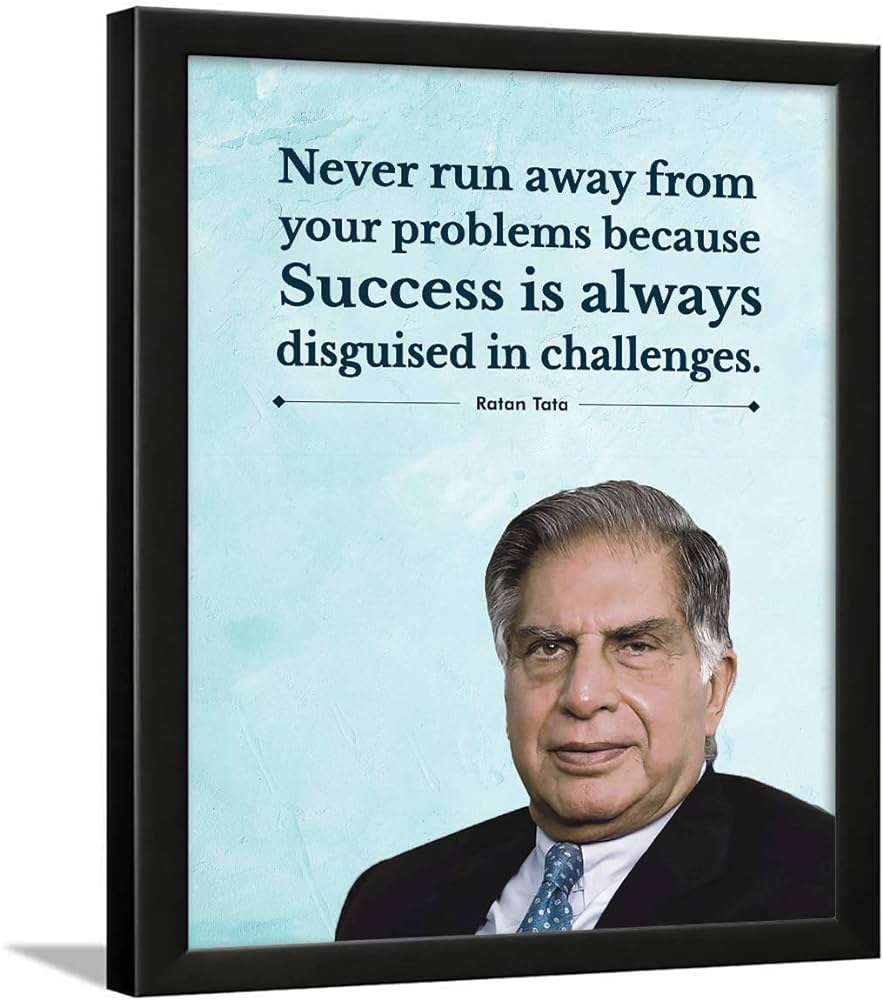 Never run away from
your problems because
Success is always
disguised in challenges.
Ratan Tata